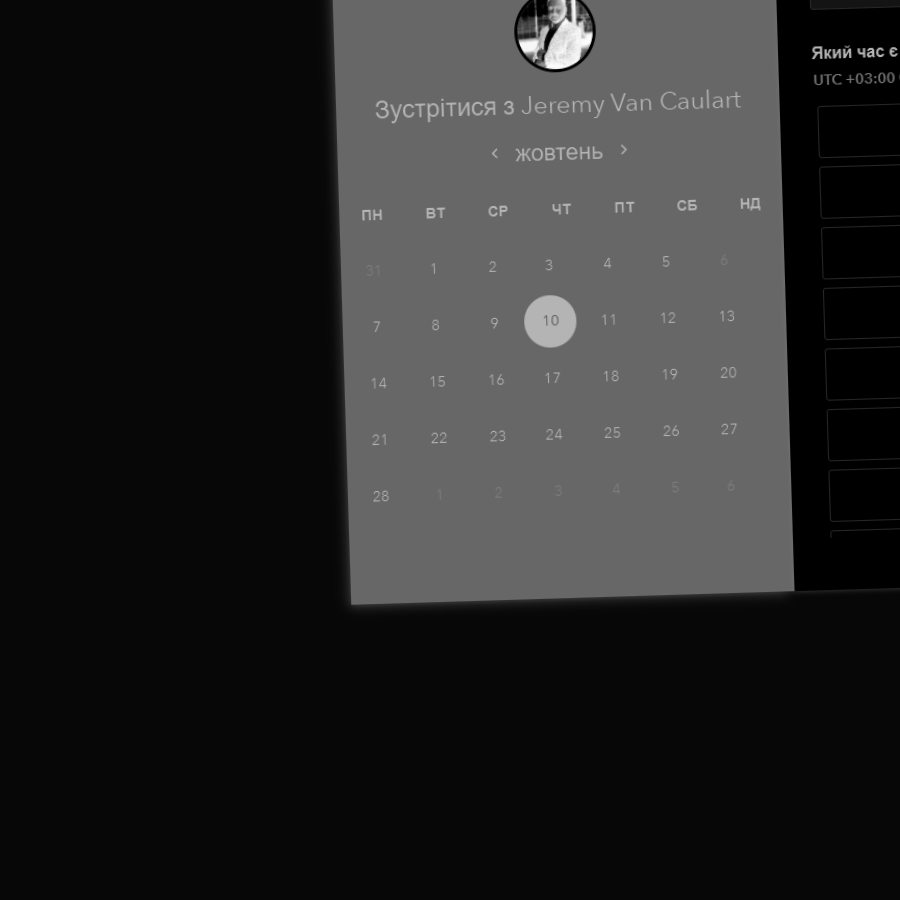 Зустрітися з Jeremy Van Caulart
‹ жовтень ›
ПН ВТ СР ЧТ ПТ СБ НД
31 1 2 3 4 5 6
7 8 9 10 11 12 13
14 15 16 17 18 19 20
21 22 23 24 25 26 27
28 1 2 3 4 5 6
Який час є
UTC +03:00